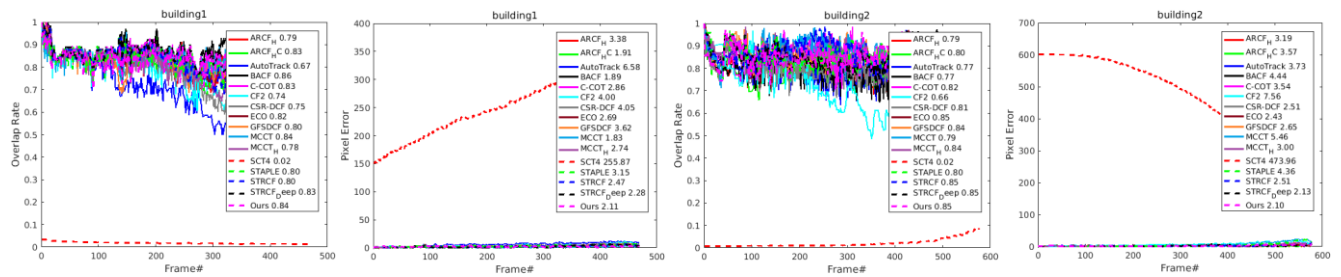 building1
Overlap Rate
1
0.9
0.8
0.7
0.6
0.5
0.4
0.3
0.2
0.1
0
0 100 200 300 400 500
Frame#
ARCF_H 0.79
ARCF_HC 0.83
AutoTrack 0.67
BACF 0.86
C-COT 0.83
CF2 0.74
CSR-DCF 0.75
ECO 0.82
GFSDCF 0.80
MCCT 0.84
MCCT_H 0.78
SCT4 0.02
STAPLE 0.80
STRCF 0.80
STRCF_Deep 0.83
Ours 0.84
building1
Pixel Error
400
350
300
250
200
150
100
50
0
0 100 200 300 400 500
Frame#
ARCF_H 3.38
ARCF_HC 1.91
AutoTrack 6.58
BACF 1.89
C-COT 2.86
CF2 4.00
CSR-DCF 4.05
ECO 2.69
GFSDCF 3.62
MCCT 1.83
MCCT_H 2.74
SCT4 255.87
STAPLE 3.15
STRCF 2.47
STRCF_Deep 2.28
Ours 2.11
building2
Overlap Rate
1
0.9
0.8
0.7
0.6
0.5
0.4
0.3
0.2
0.1
0
0 100 200 300 400 500 600
Frame#
ARCF_H 0.79
ARCF_HC 0.80
AutoTrack 0.77
BACF 0.77
C-COT 0.82
CF2 0.66
CSR-DCF 0.81
ECO 0.85
GFSDCF 0.84
MCCT 0.79
MCCT_H 0.84
SCT4 0.02
STAPLE 0.80
STRCF 0.85
STRCF_Deep 0.85
Ours 0.85
building2
Pixel Error
700
600
500
400
300
200
100
0
0 100 200 300 400 500 600
Frame#
ARCF_H 3.19
ARCF_HC 3.57
AutoTrack 3.73
BACF 4.44
C-COT 3.54
CF2 7.56
CSR-DCF 2.51
ECO 2.43
GFSDCF 2.65
MCCT 5.46
MCCT_H 3.00
SCT4 473.96
STAPLE 4.36
STRCF 2.51
STRCF_Deep 2.13
Ours 2.10